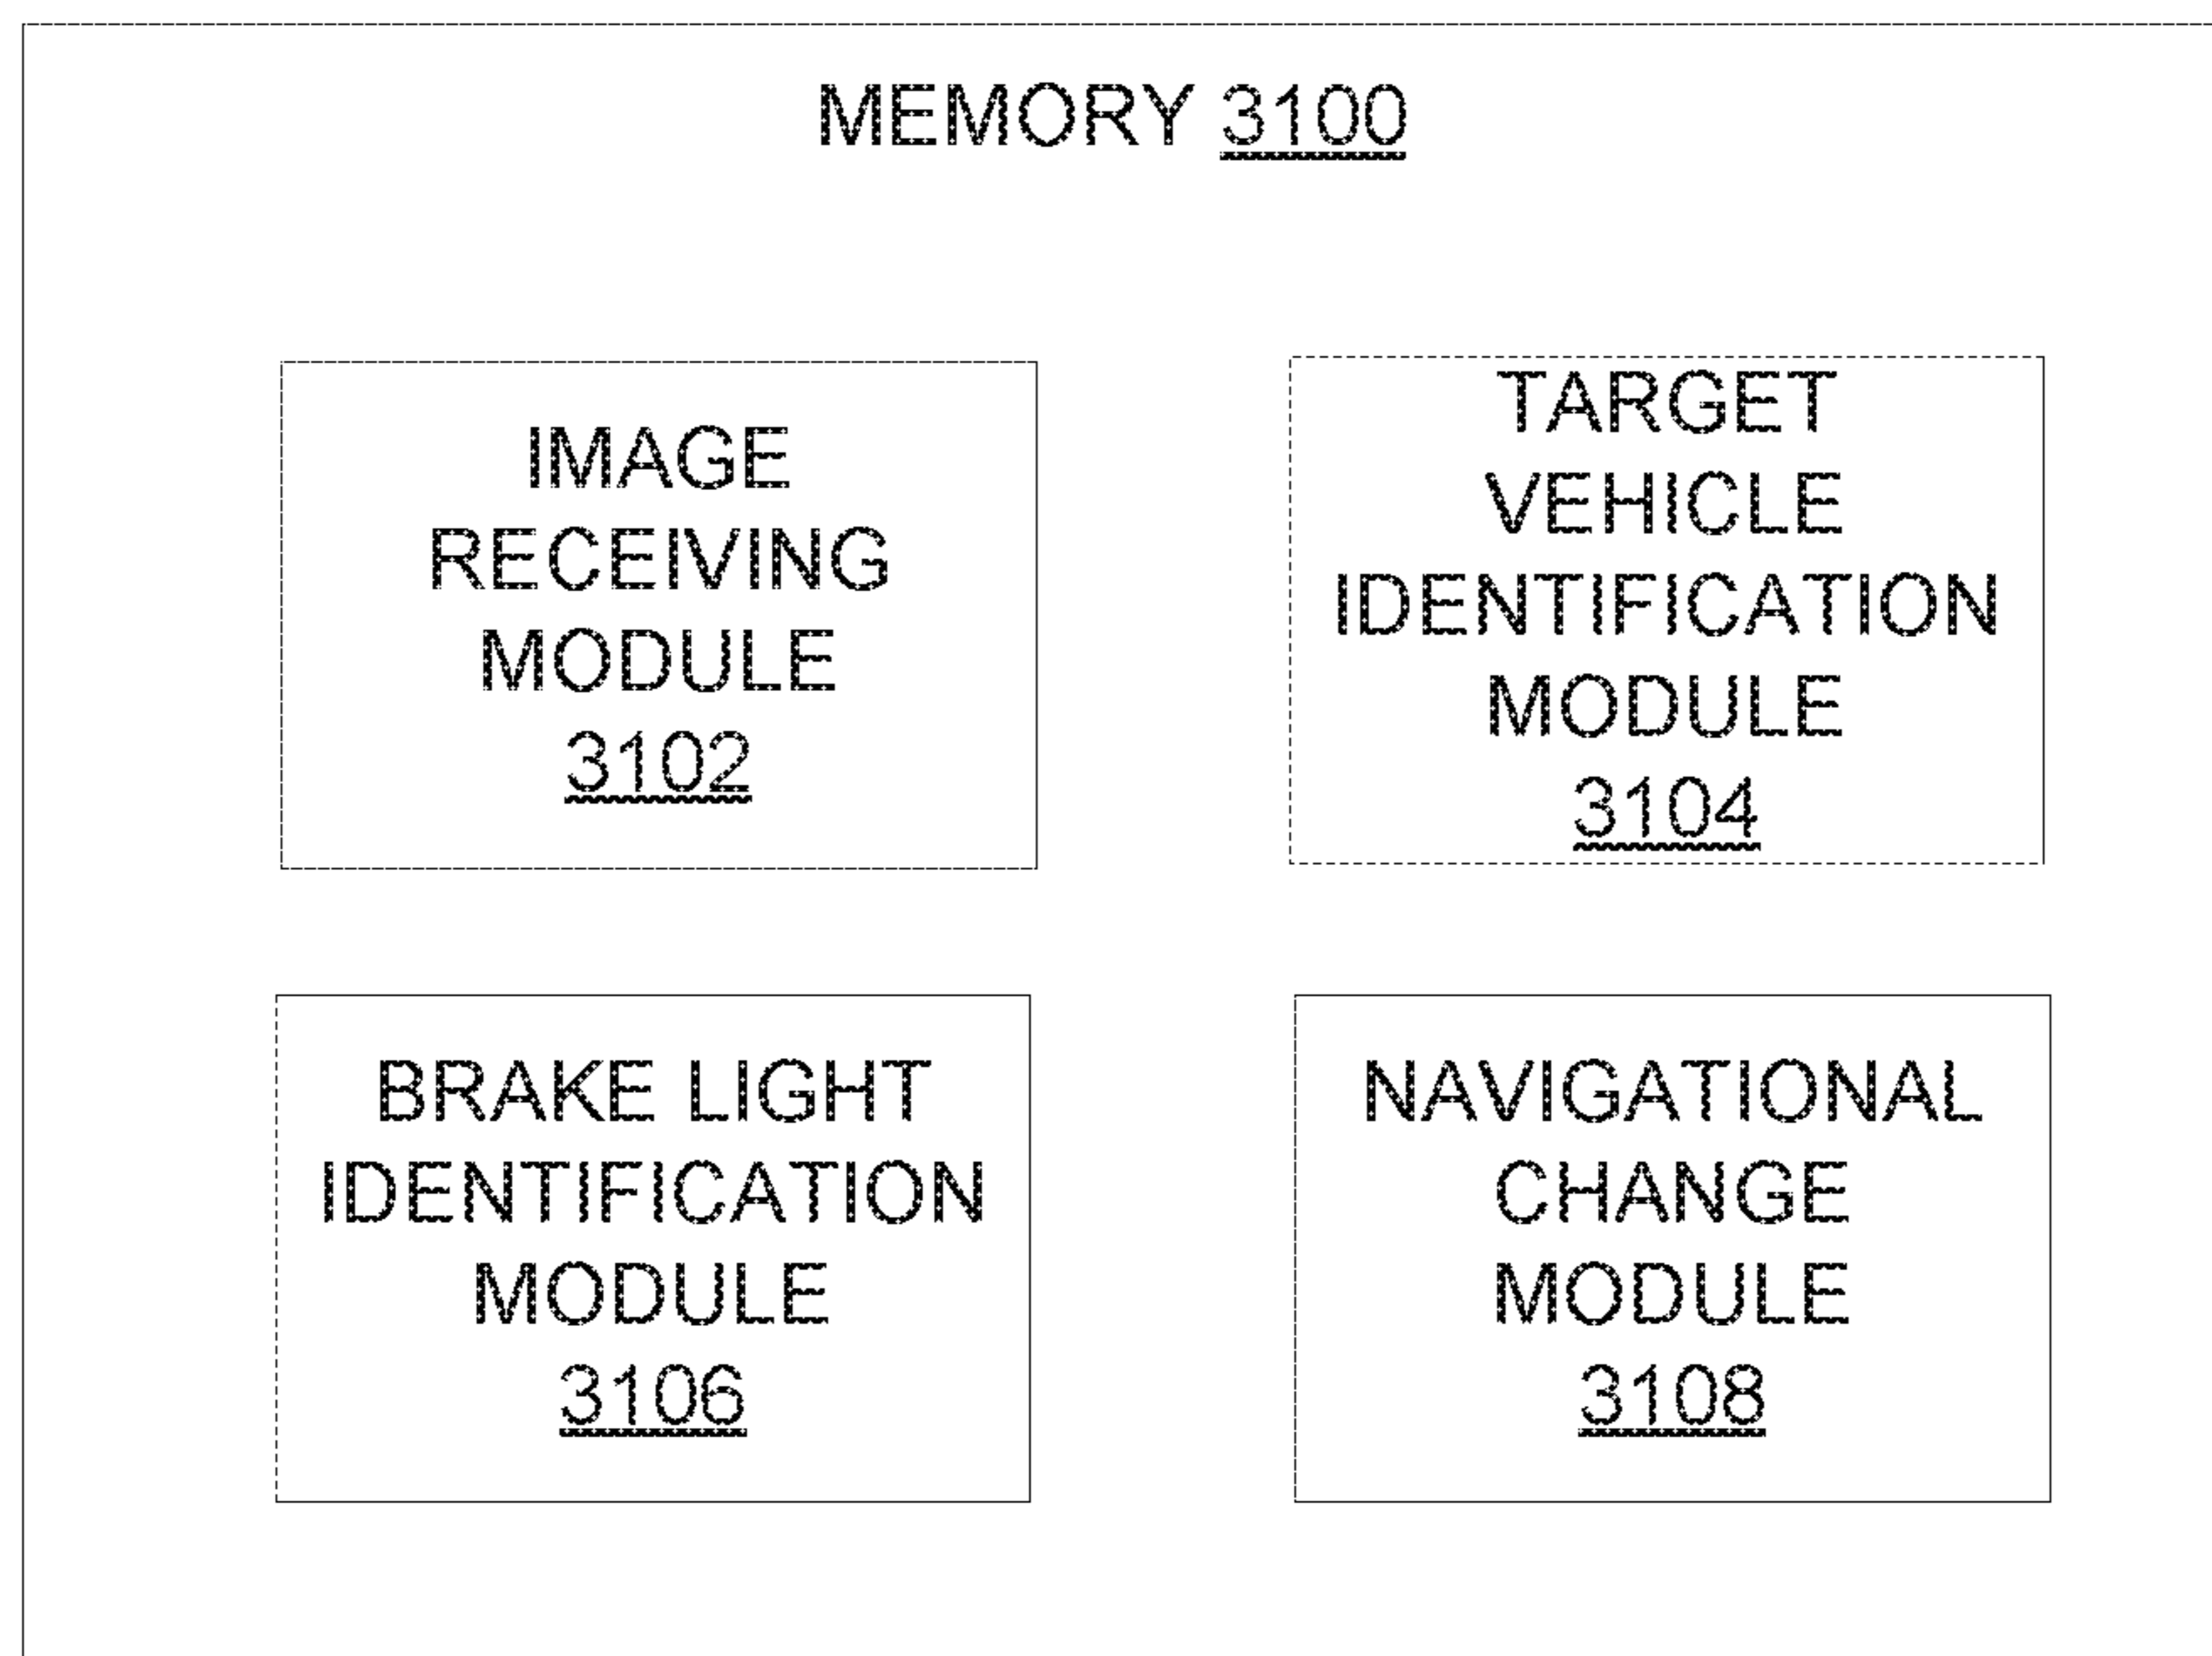 MEMORY 3100
IMAGE
RECEIVING
MODULE
3102
TARGET
VEHICLE
IDENTIFICATION
MODULE
3104
BRAKE LIGHT
IDENTIFICATION
MODULE
3106
NAVIGATIONAL
CHANGE
MODULE
3108